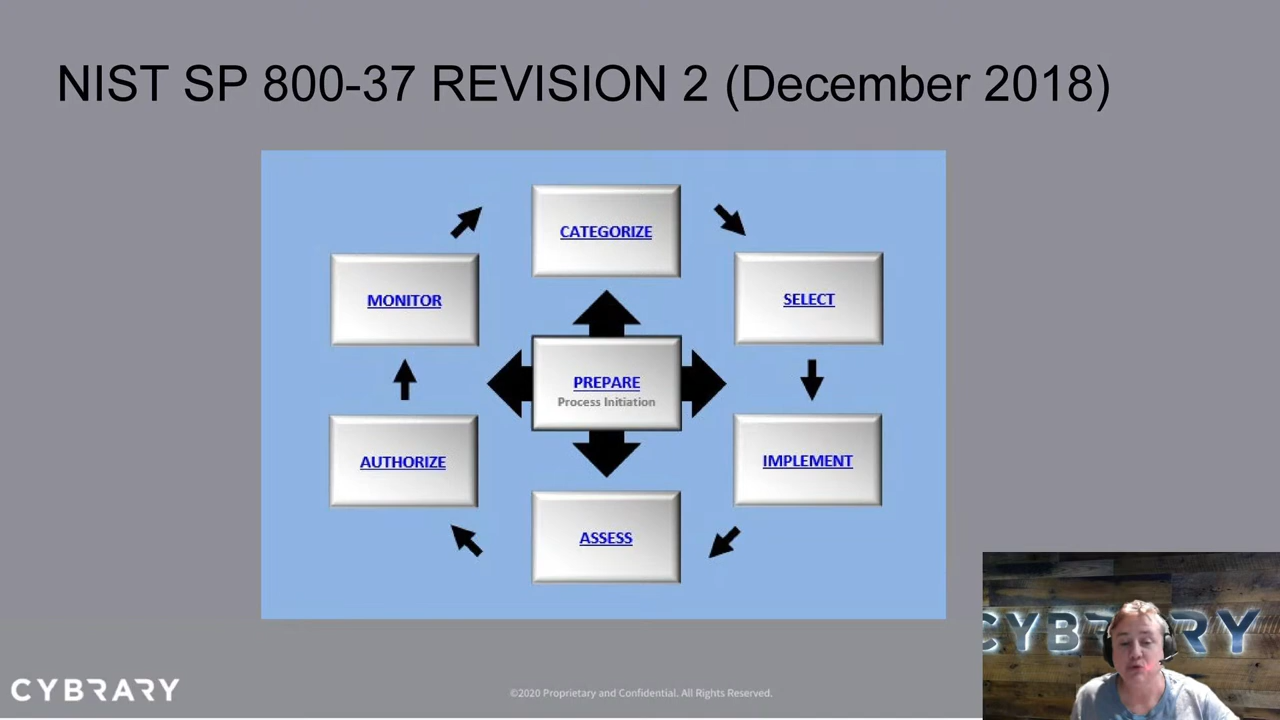 NIST SP 800-37 REVISION 2 (December 2018)
CATEGORIZE
MONITOR
SELECT
PREPARE
Process Initiation
AUTHORIZE
IMPLEMENT
ASSESS
CYBRARY
CYBRARY
©2020 Proprietary and Confidential. All Rights Reserved.